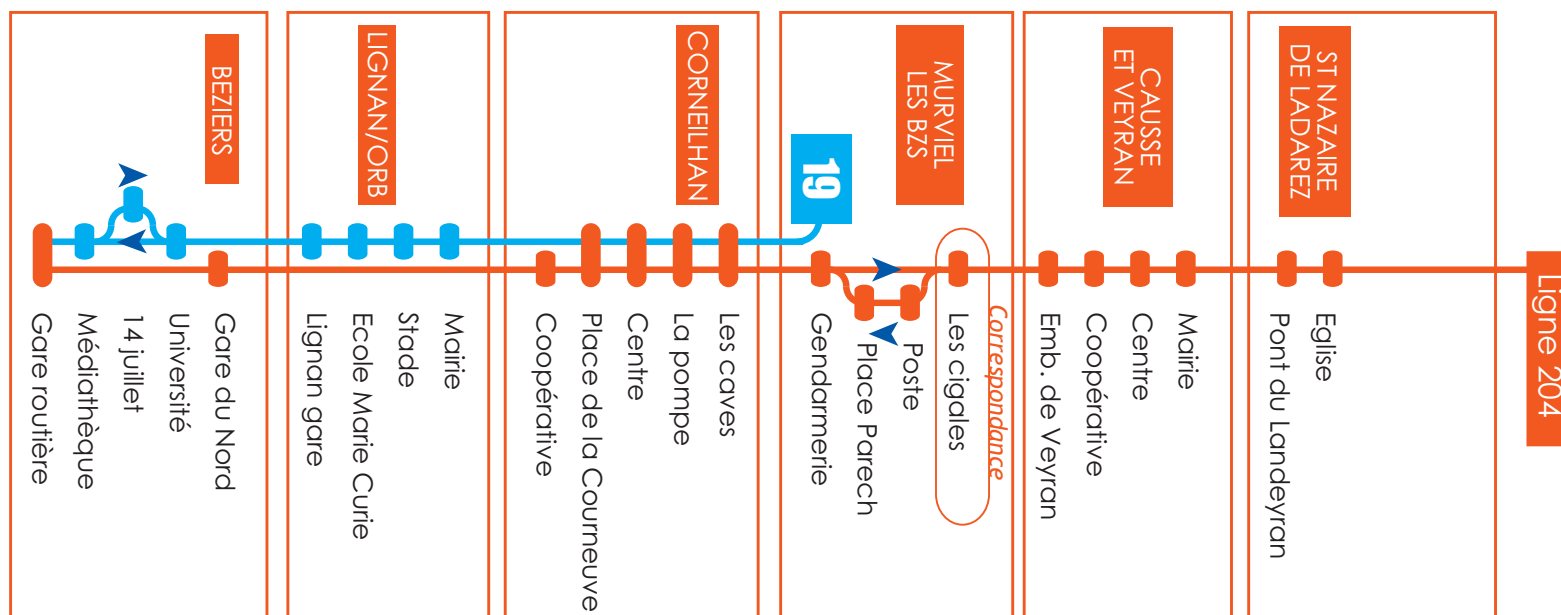 Ligne 204
ST NAZAIRE
DE LADAREZ
Eglise
Pont du Landeyran
CAUSSE
ET VEYRAN
Mairie
Centre
Coopérative
Emb. de Veyran
MURVIEL
LES BZS
Correspondance
Les cigales
Poste
Place Parech
Gendarmerie
19
CORNEILHAN
Les caves
La pompe
Centre
Place de la Courneuve
Coopérative
LIGNAN/ORB
Mairie
Stade
Ecole Marie Curie
Lignan gare
BEZIERS
Gare du Nord
Université
14 juillet
Médiathèque
Gare routière